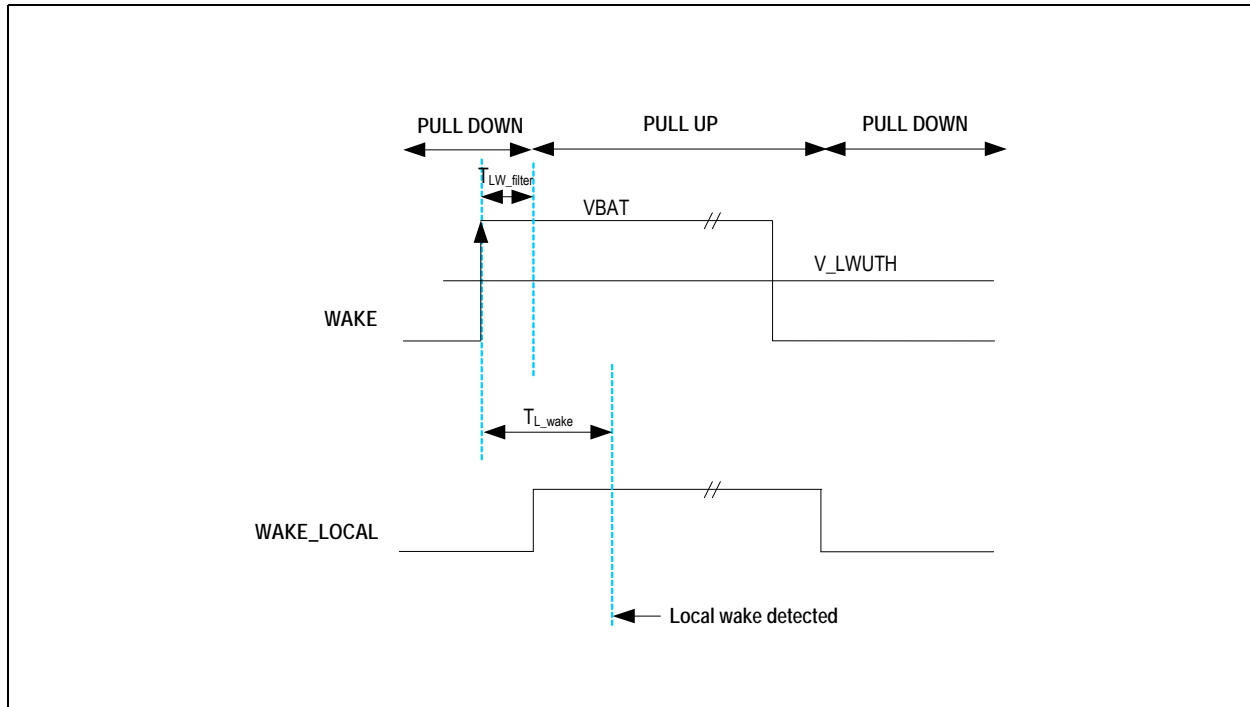 PULL DOWN
PULL UP
PULL DOWN
TLW_filter
VBAT
V_LWUTH
WAKE
TL_wake
WAKE_LOCAL
Local wake detected